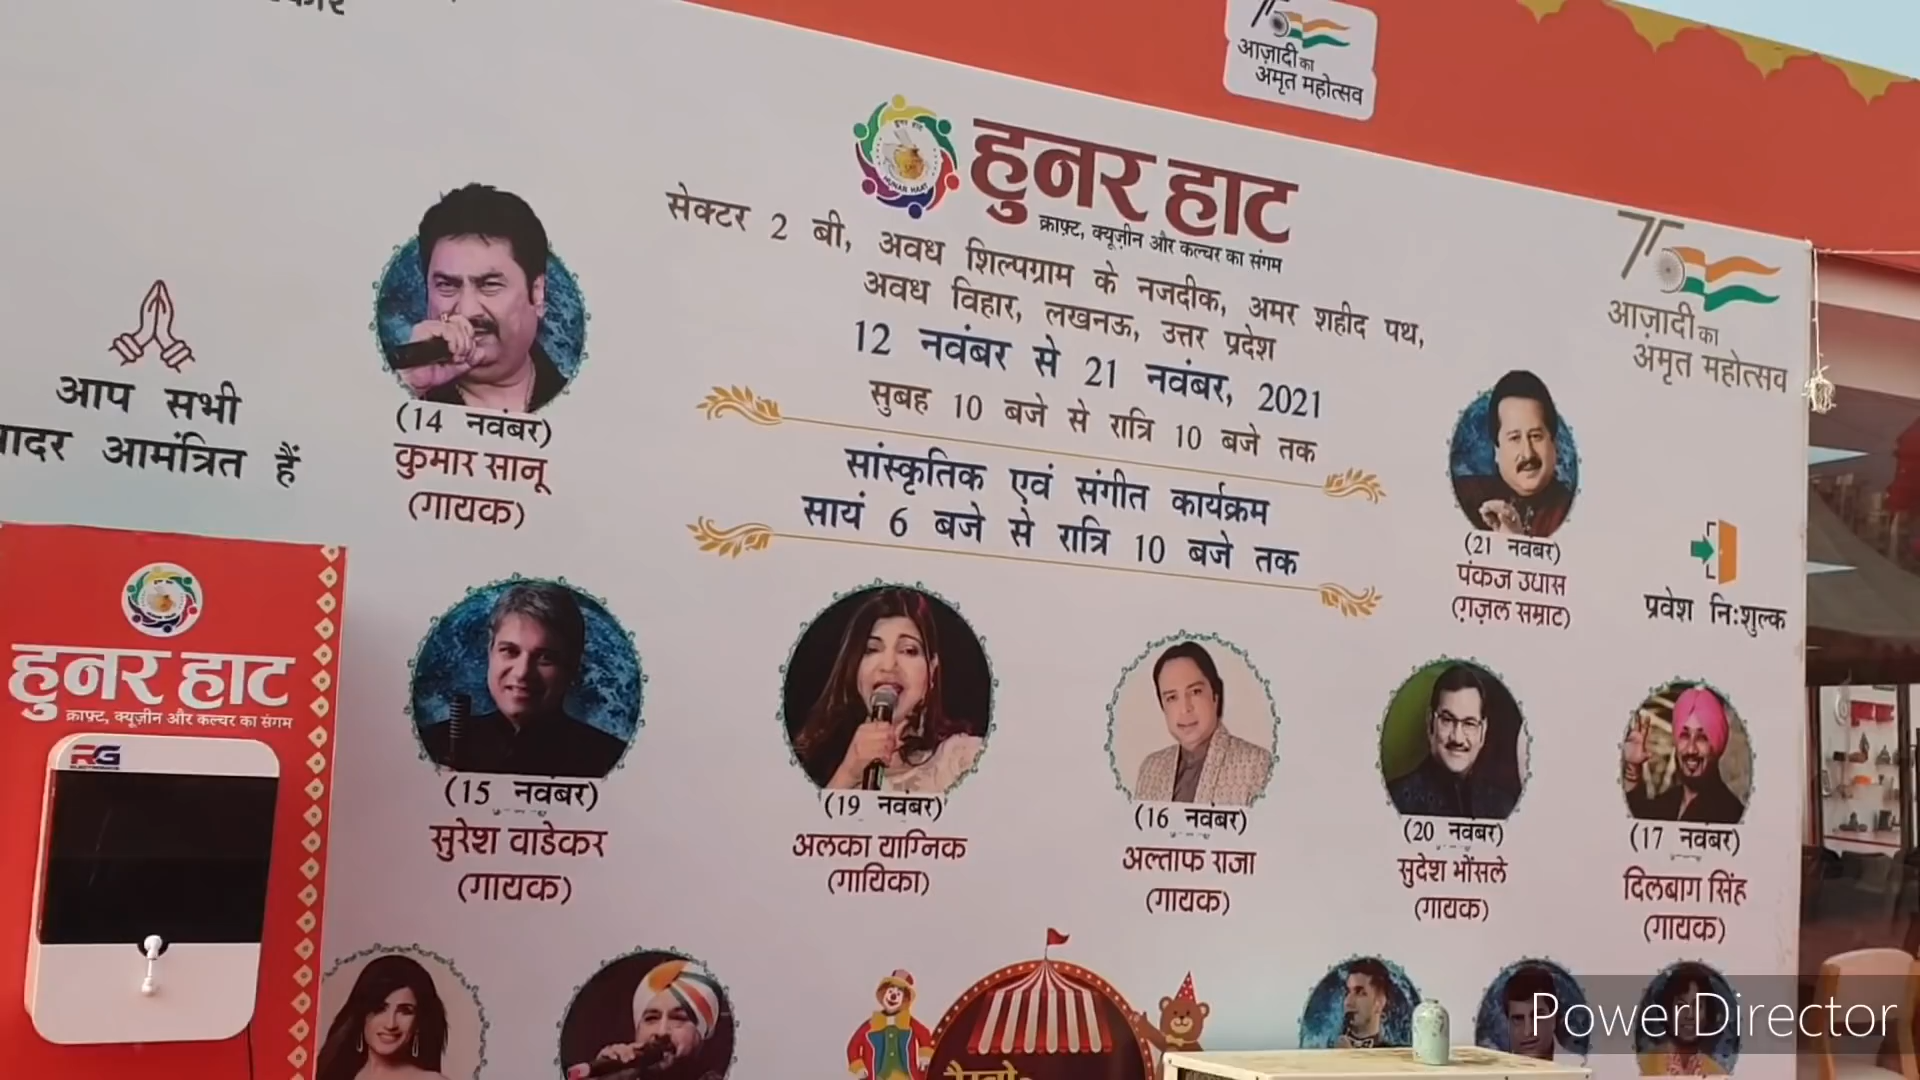 आज़ादी का
अमृत महोत्सव
हुनर हाट
क्राफ़्ट, क्यूज़ीन और कल्चर का संगम
सेक्टर 2 बी, अवध शिल्पग्राम के नजदीक, अमर शहीद पथ,
अवध विहार, लखनऊ, उत्तर प्रदेश
12 नवंबर से 21 नवंबर, 2021
सुबह 10 बजे से रात्रि 10 बजे तक
सांस्कृतिक एवं संगीत कार्यक्रम
सायं 6 बजे से रात्रि 10 बजे तक
75
आज़ादी का
अमृत महोत्सव
आप सभी
आमंत्रित हैं
(14 नवंबर)
कुमार सानू
(गायक)
(21 नवंबर)
पंकज उधास
(ग़ज़ल सम्राट)
प्रवेश नि:शुल्क
हुनर हाट
क्राफ़्ट, क्यूज़ीन और कल्चर का संगम
RG
ELECTRONICS
(15 नवंबर)
सुरेश वाडेकर
(गायक)
(19 नवंबर)
अलका याग्निक
(गायिका)
(16 नवंबर)
अल्ताफ राजा
(गायक)
(20 नवंबर)
सुदेश भोंसले
(गायक)
(17 नवंबर)
दिलबाग सिंह
(गायक)
PowerDirector